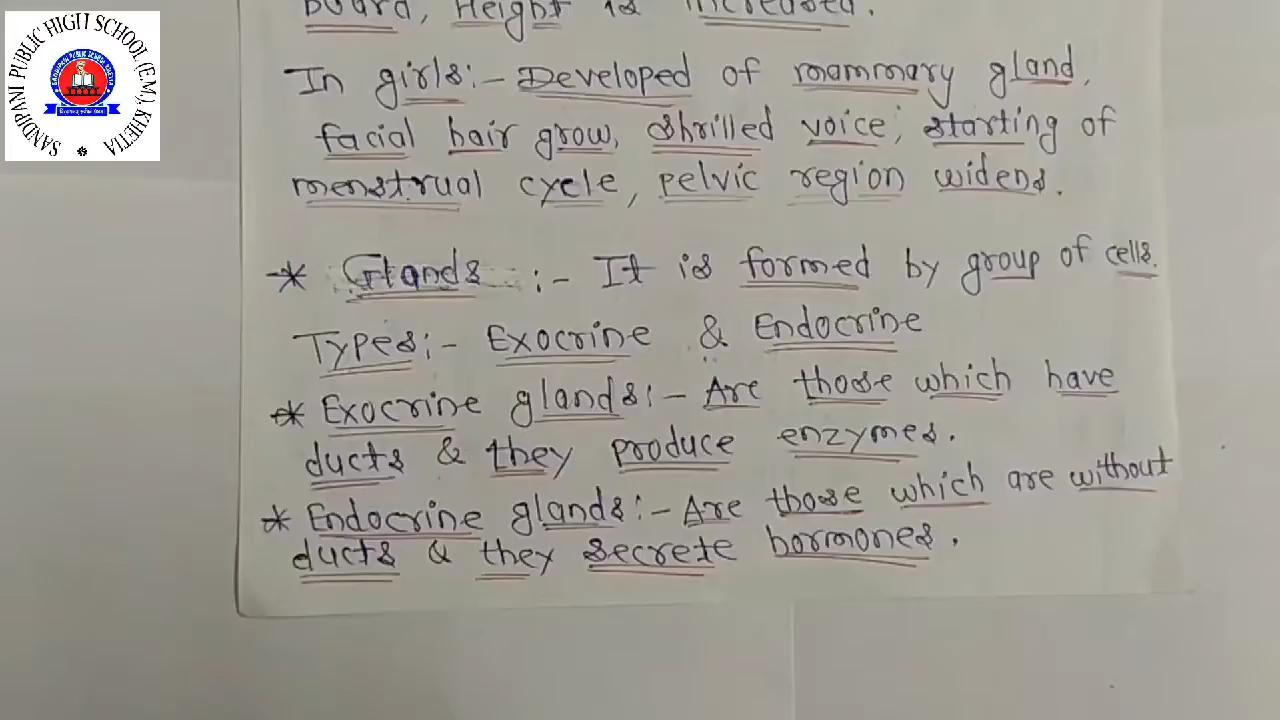 SANDIPANI PUBLIC HIGH SCHOOL (E.M.), KHETIA
board, Height is increased.
In girls:- Developed of mammary gland,
facial hair grow, shrilled voice, starting of
menstrual cycle, pelvic region widens.
* Glands :- It is formed by group of cells.
Types:- Exocrine & Endocrine
* Exocrine glands:- Are those which have
ducts & they produce enzymes.
* Endocrine glands:- Are those which are without
ducts & they secrete hormones.